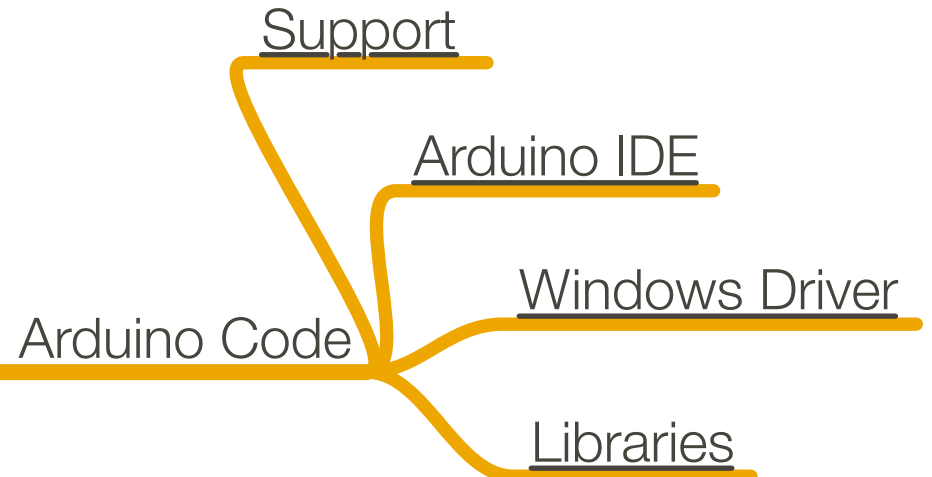 Support
Arduino IDE
Windows Driver
Arduino Code
Libraries